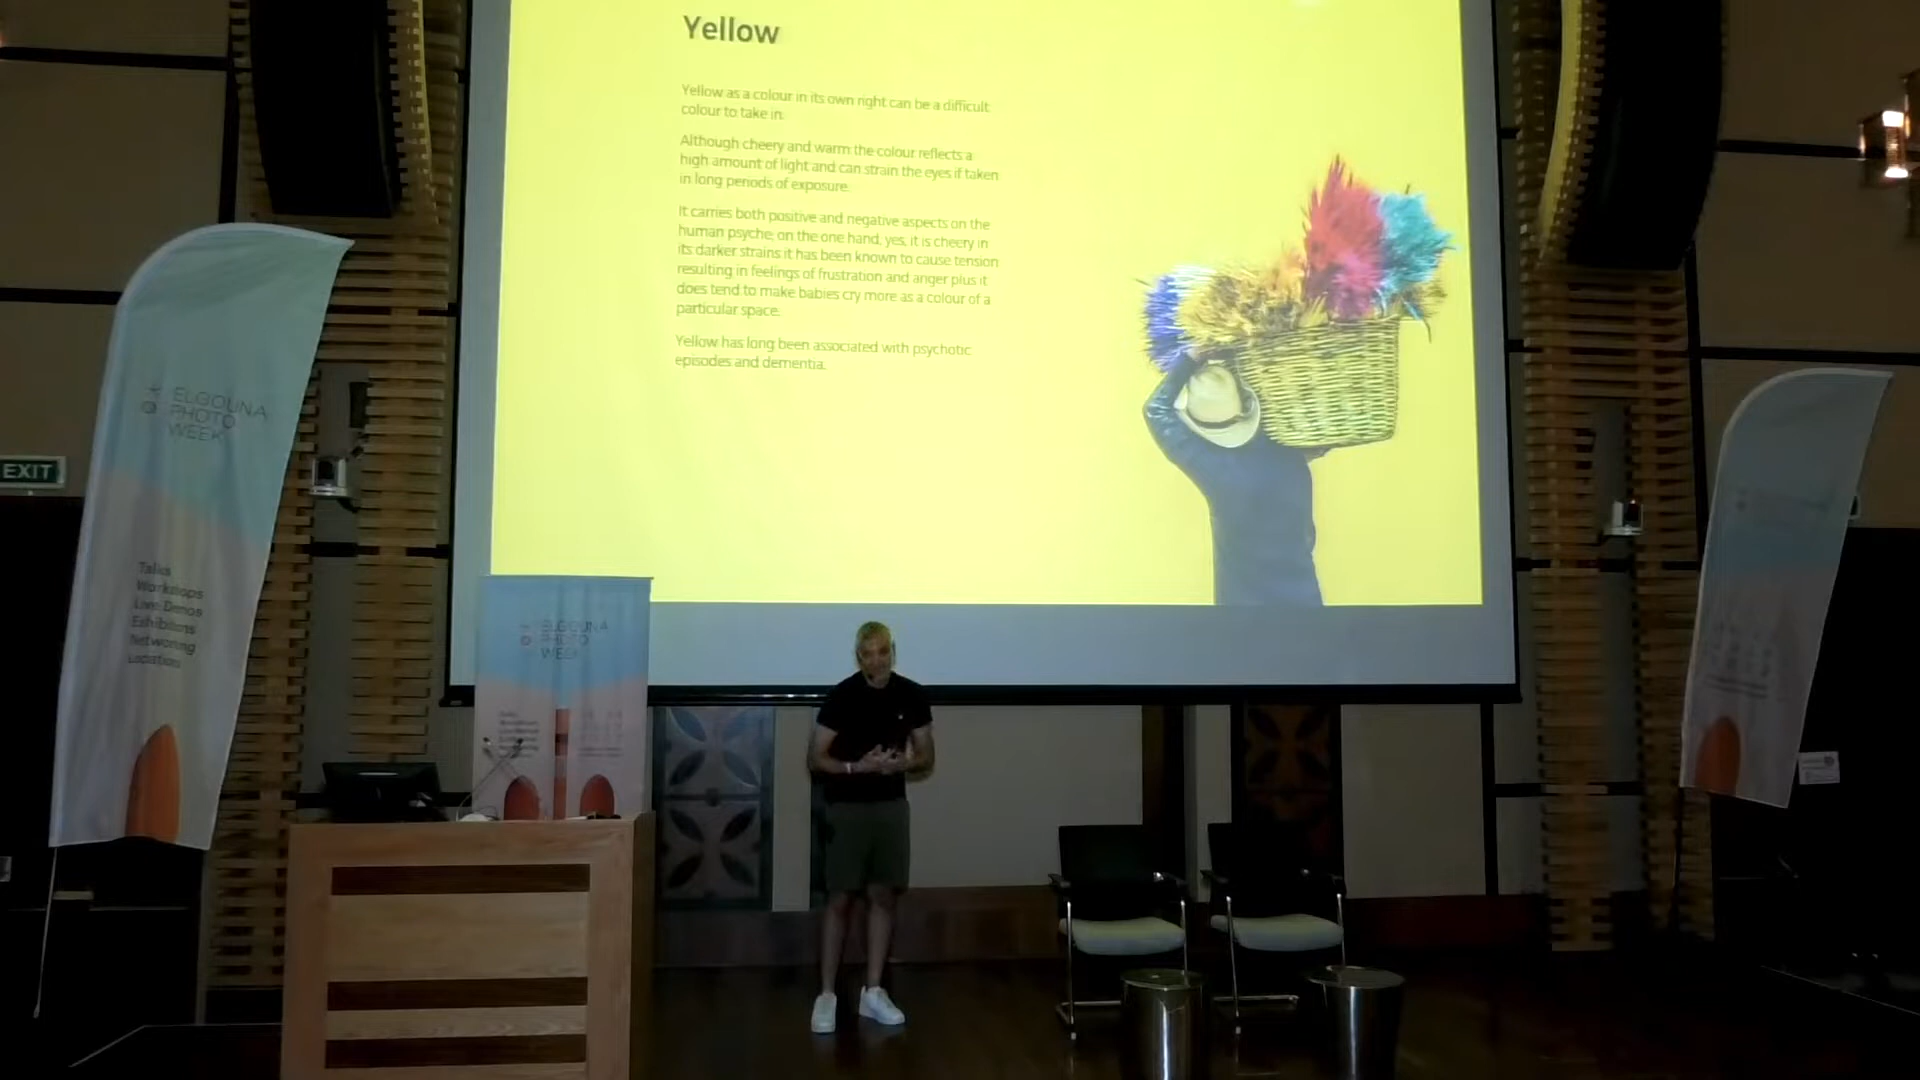 Yellow
Yellow as a colour in its own right can be a difficult
colour to take in.
Although cheery and warm the colour reflects a
high amount of light and can strain the eyes if taken
in long periods of exposure.
It carries both positive and negative aspects on the
human psyche; on the one hand, yes, it is cheery in
its darker strains it has been known to cause tension
resulting in feelings of frustration and anger plus it
does tend to make babies cry more as a colour of a
particular space.
Yellow has long been associated with psychotic
episodes and dementia.
ELGOUNA
PHOTO
WEEK
Talks
Workshops
Live Demos
Exhibitions
Networking
Locations
EXIT
ELGOUNA
PHOTO
WEEK